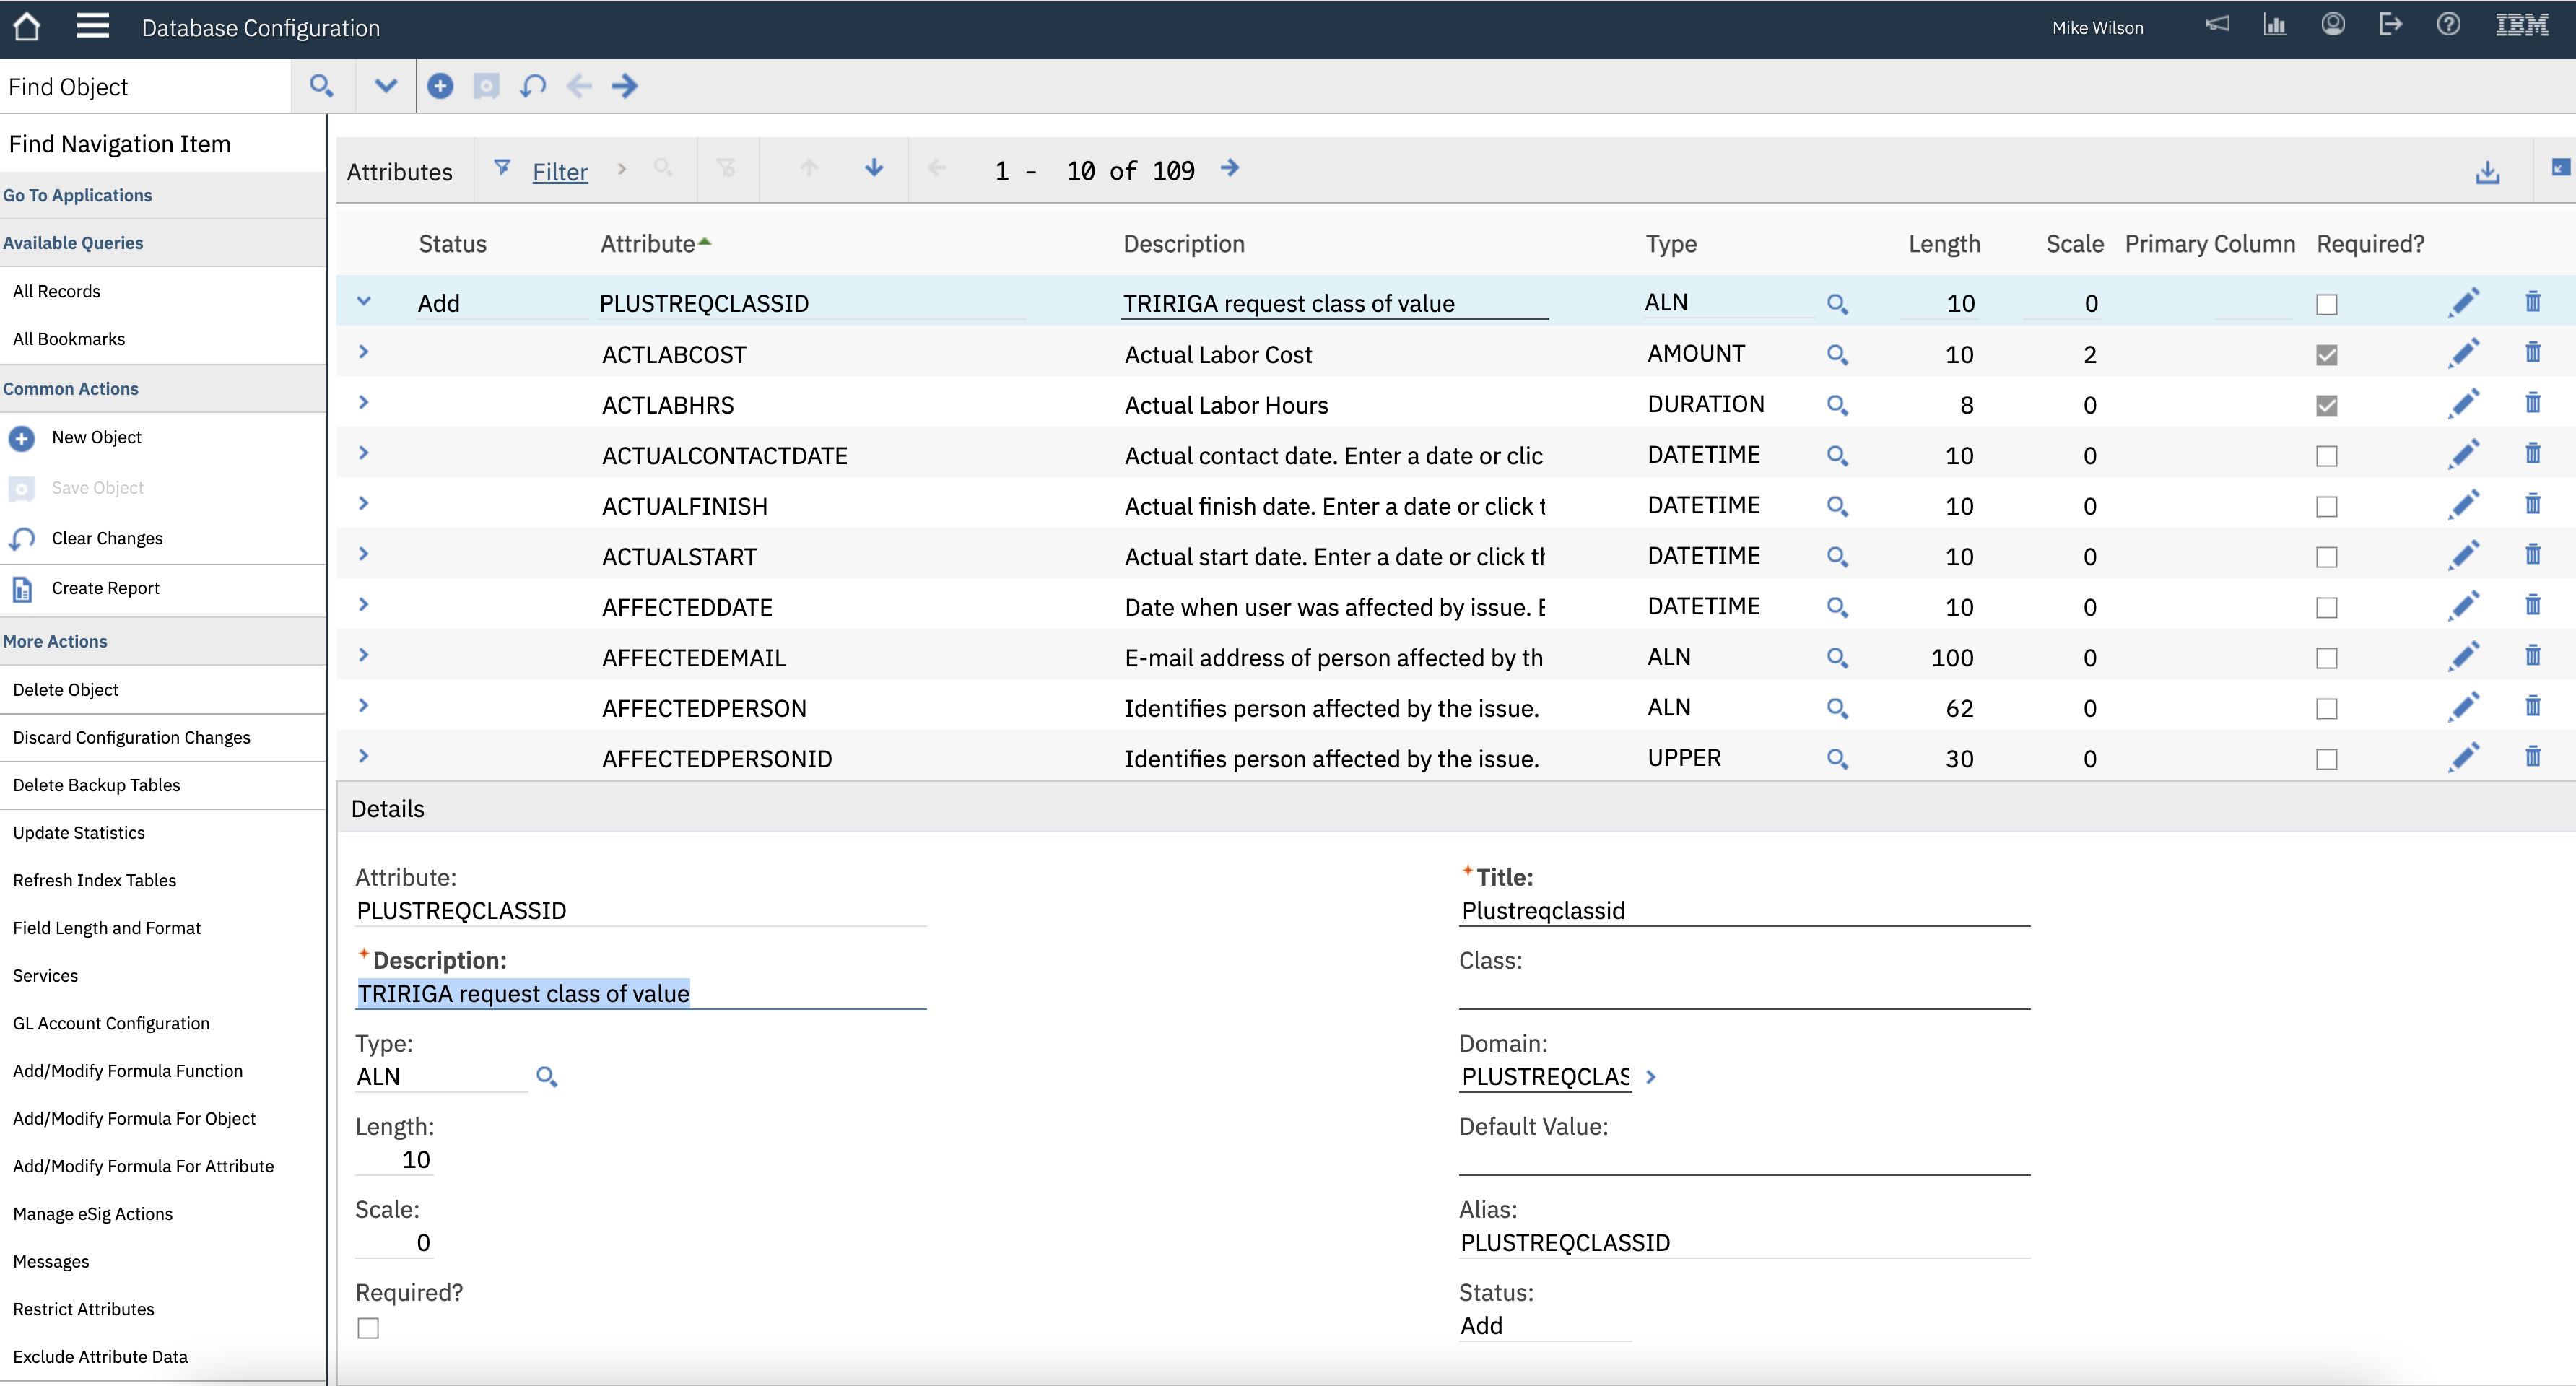 Database Configuration Mike Wilson IBM
Find Object
Find Navigation Item
Go To Applications
Available Queries
All Records
All Bookmarks
Common Actions
New Object
Save Object
Clear Changes
Create Report
More Actions
Delete Object
Discard Configuration Changes
Delete Backup Tables
Update Statistics
Refresh Index Tables
Field Length and Format
Services
GL Account Configuration
Add/Modify Formula Function
Add/Modify Formula For Object
Add/Modify Formula For Attribute
Manage eSig Actions
Messages
Restrict Attributes
Exclude Attribute Data
Attributes Filter 1 - 10 of 109
Status Attribute Description Type Length Scale Primary Column Required?
Add PLUSTREQCLASSID TRIRIGA request class of value ALN 10 0
ACTLABCOST Actual Labor Cost AMOUNT 10 2
ACTLABHRS Actual Labor Hours DURATION 8 0
ACTUALCONTACTDATE Actual contact date. Enter a date or clic DATETIME 10 0
ACTUALFINISH Actual finish date. Enter a date or click t DATETIME 10 0
ACTUALSTART Actual start date. Enter a date or click th DATETIME 10 0
AFFECTEDDATE Date when user was affected by issue. E DATETIME 10 0
AFFECTEDEMAIL E-mail address of person affected by th ALN 100 0
AFFECTEDPERSON Identifies person affected by the issue. ALN 62 0
AFFECTEDPERSONID Identifies person affected by the issue. UPPER 30 0
Details
Attribute:
PLUSTREQCLASSID
Description:
TRIRIGA request class of value
Type:
ALN
Length:
10
Scale:
0
Required?
Title:
Plustreqclassid
Class:
Domain:
PLUSTREQCLAS
Default Value:
Alias:
PLUSTREQCLASSID
Status:
Add